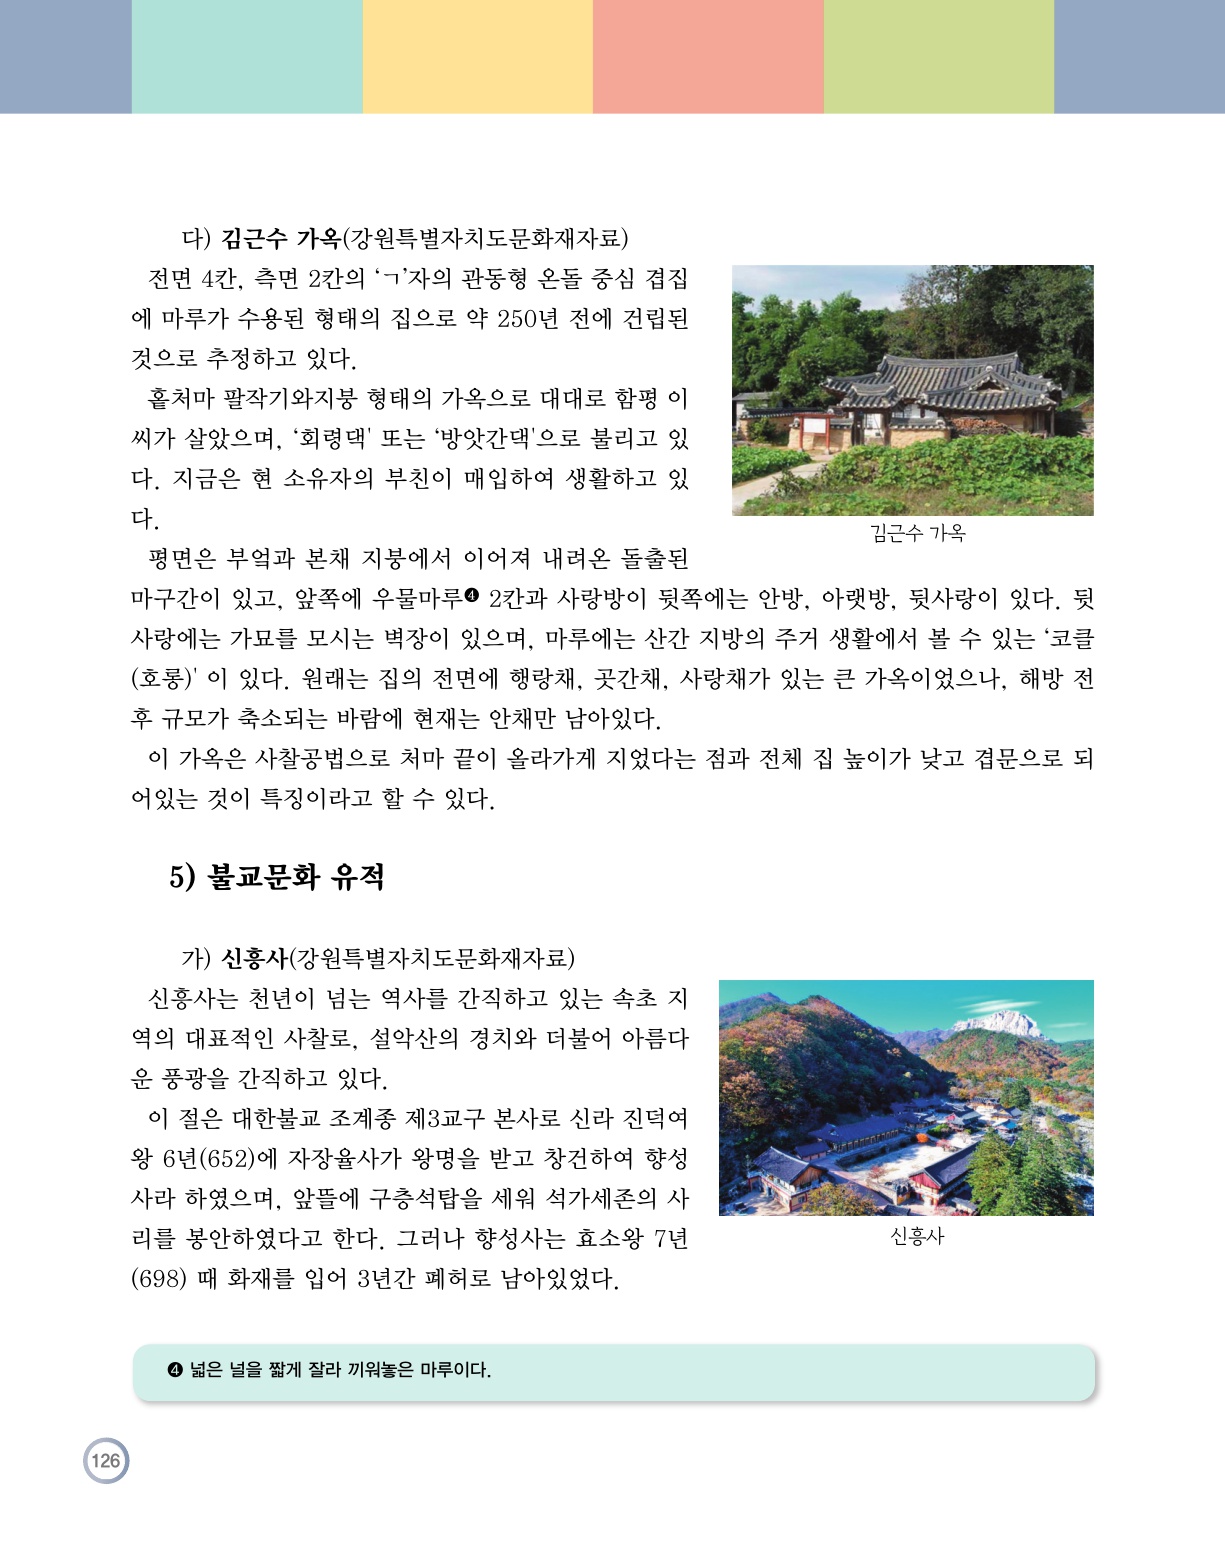 다) 김근수 가옥(강원특별자치도문화재자료)
전면 4칸, 측면 2칸의 ‘ㄱ’자의 관동형 온돌 중심 겹집
에 마루가 수용된 형태의 집으로 약 250년 전에 건립된
것으로 추정하고 있다.
홑처마 팔작기와지붕 형태의 가옥으로 대대로 함평 이
씨가 살았으며, ‘회령댁' 또는 ‘방앗간댁'으로 불리고 있
다. 지금은 현 소유자의 부친이 매입하여 생활하고 있
다.
김근수 가옥
평면은 부엌과 본채 지붕에서 이어져 내려온 돌출된
마구간이 있고, 앞쪽에 우물마루❹ 2칸과 사랑방이 뒷쪽에는 안방, 아랫방, 뒷사랑이 있다. 뒷
사랑에는 가묘를 모시는 벽장이 있으며, 마루에는 산간 지방의 주거 생활에서 볼 수 있는 ‘코클
(호롱)' 이 있다. 원래는 집의 전면에 행랑채, 곳간채, 사랑채가 있는 큰 가옥이었으나, 해방 전
후 규모가 축소되는 바람에 현재는 안채만 남아있다.
이 가옥은 사찰공법으로 처마 끝이 올라가게 지었다는 점과 전체 집 높이가 낮고 겹문으로 되
어있는 것이 특징이라고 할 수 있다.
5) 불교문화 유적
가) 신흥사(강원특별자치도문화재자료)
신흥사는 천년이 넘는 역사를 간직하고 있는 속초 지
역의 대표적인 사찰로, 설악산의 경치와 더불어 아름다
운 풍광을 간직하고 있다.
이 절은 대한불교 조계종 제3교구 본사로 신라 진덕여
왕 6년(652)에 자장율사가 왕명을 받고 창건하여 향성
사라 하였으며, 앞뜰에 구층석탑을 세워 석가세존의 사
리를 봉안하였다고 한다. 그러나 향성사는 효소왕 7년
(698) 때 화재를 입어 3년간 폐허로 남아있었다.
신흥사
❹ 넓은 널을 짧게 잘라 끼워놓은 마루이다.
126